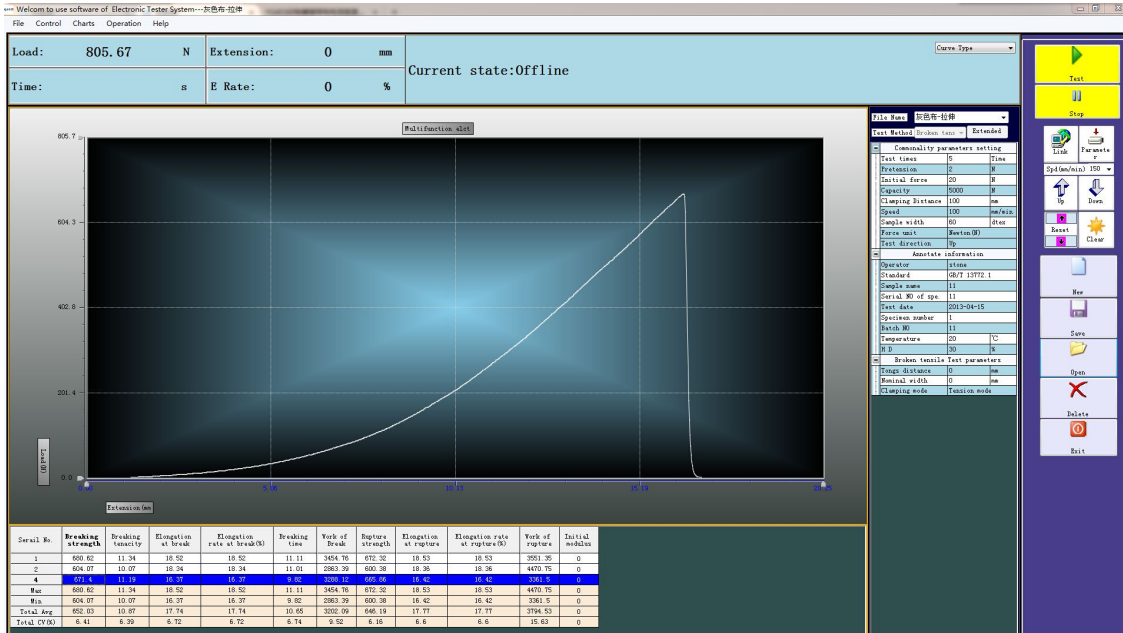 Welcom to use software of Electronic Tester System---灰色布-拉伸
File Control Charts Operation Help
Load: 805.67 N Extension: 0 mm
Time: s E Rate: 0 %
Current state:Offline
Curve Type
Multifunction alct
805.7
604.3
402.8
201.4
0.0
Load(N)
0.00 5.06 10.13 15.19 20.25
Extension(mm
File Name 灰色布-拉伸
Test Method Broken tens Extended
Commonality parameters setting
Test times 5 Time
Pretension 2 N
Initial force 20 N
Capacity 5000 N
Clamping Distance 100 mm
Speed 100 mm/min
Sample width 60 dtex
Force unit Newton(N)
Test direction Up
Annotate information
Operator stone
Standard GB/T 13772.1
Sample name 11
Serial NO of spe. 11
Test date 2013-04-15
Specimen number 1
Batch NO 11
Temperature 20 ℃
H D 30 %
Broken tensile Test parameters
Tongs distance 0 mm
Nominal width 0 mm
Clamping mode Tension mode
Test
Stop
Link Parameter
Spd(mm/min) 150
Up Down
Reset Clear
New
Save
Open
Delete
Exit
Serail No. Breaking strength Breaking tenacity Elongation at break Elongation rate at break(%) Breaking time Work of Break Rupture strength Elongation at rupture Elongation rate at rupture(%) Work of rupture Initial modulus
1 680.62 11.34 18.52 18.52 11.11 3454.76 672.32 18.53 18.53 3551.35 0
2 604.07 10.07 18.34 18.34 11.01 2863.39 600.38 18.36 18.36 4470.75 0
4 671.4 11.19 16.37 16.37 9.82 3288.12 665.86 16.42 16.42 3361.5 0
Max 680.62 11.34 18.52 18.52 11.11 3454.76 672.32 18.53 18.53 4470.75 0
Min 604.07 10.07 16.37 16.37 9.82 2863.39 600.38 16.42 16.42 3361.5 0
Total Avg 652.03 10.87 17.74 17.74 10.65 3202.09 646.19 17.77 17.77 3794.53 0
Total CV(%) 6.41 6.39 6.72 6.72 6.74 9.52 6.16 6.6 6.6 15.63 0